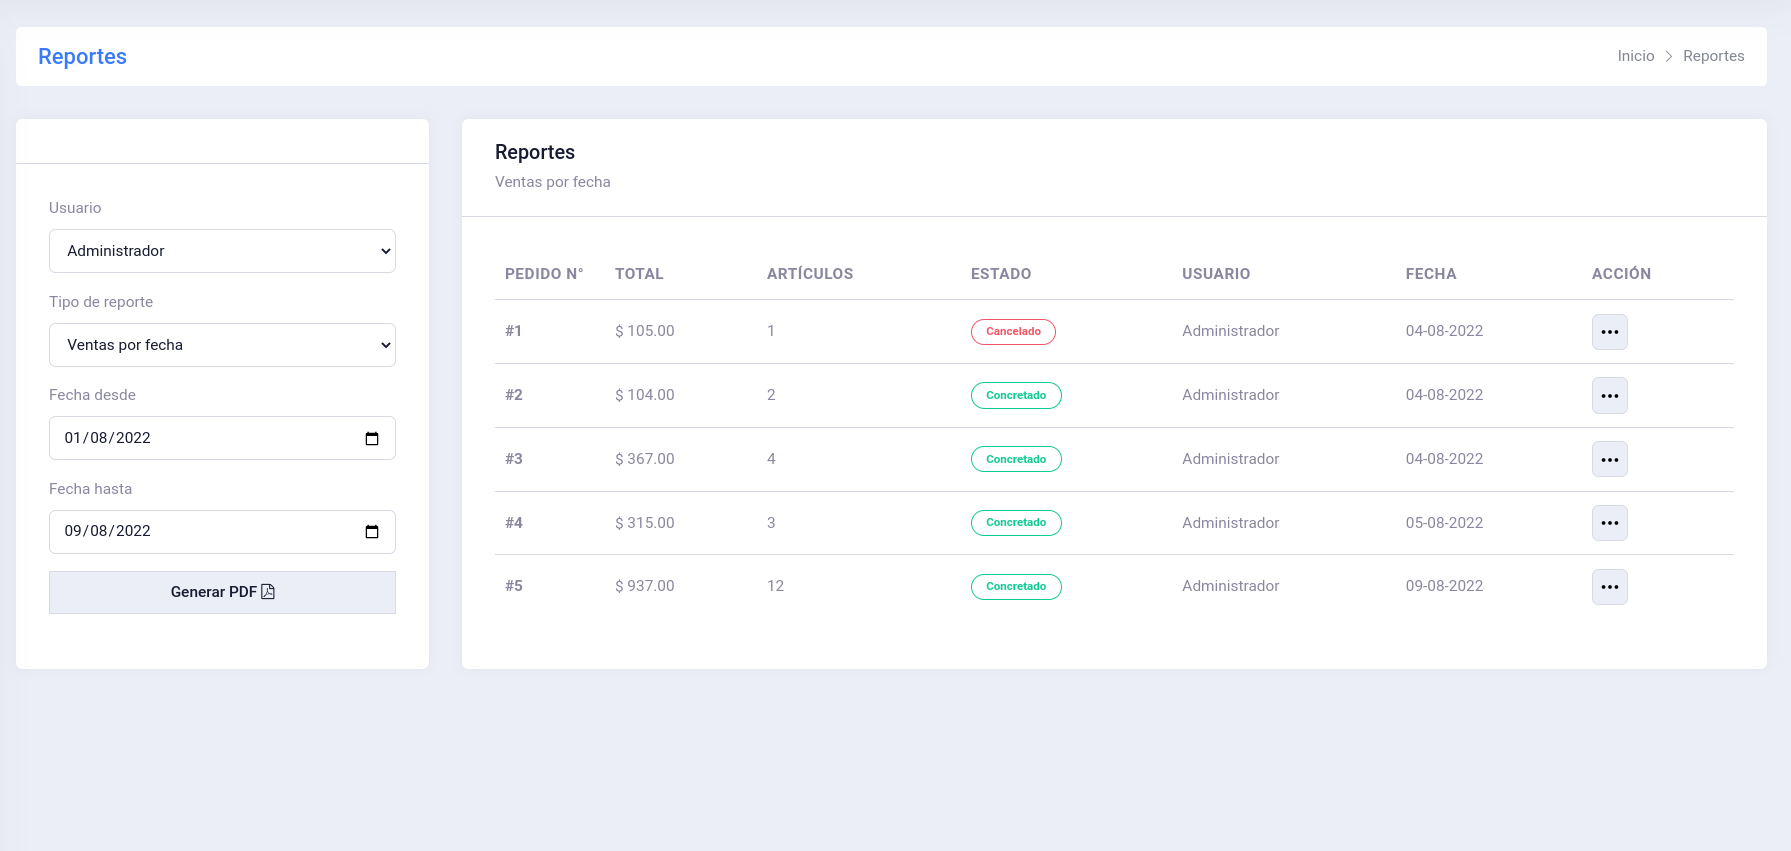 Reportes
Inicio > Reportes
Usuario
Administrador
Tipo de reporte
Ventas por fecha
Fecha desde
01/08/2022
Fecha hasta
09/08/2022
Generar PDF
Reportes
Ventas por fecha
PEDIDO N° TOTAL ARTÍCULOS ESTADO USUARIO FECHA ACCIÓN
#1 $ 105.00 1 Cancelado Administrador 04-08-2022
#2 $ 104.00 2 Concretado Administrador 04-08-2022
#3 $ 367.00 4 Concretado Administrador 04-08-2022
#4 $ 315.00 3 Concretado Administrador 05-08-2022
#5 $ 937.00 12 Concretado Administrador 09-08-2022